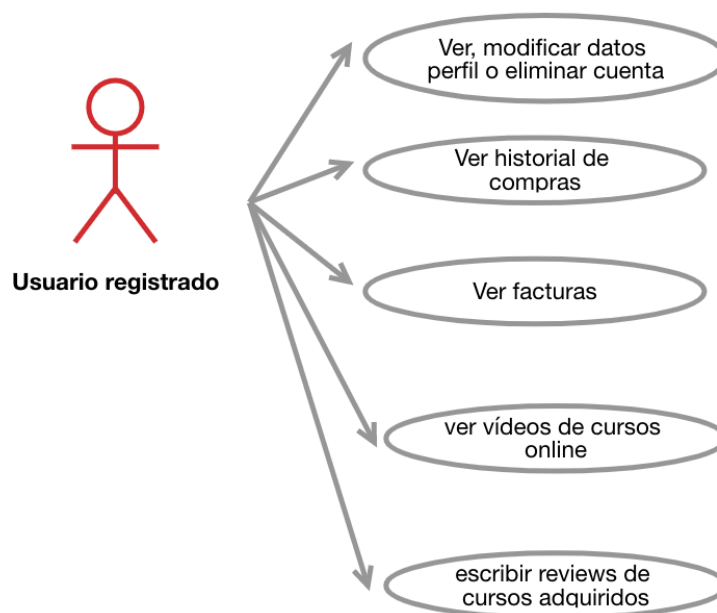 Ver, modificar datos
perfil o eliminar cuenta
Ver historial de
compras
Usuario registrado
Ver facturas
ver vídeos de cursos
online
escribir reviews de
cursos adquiridos